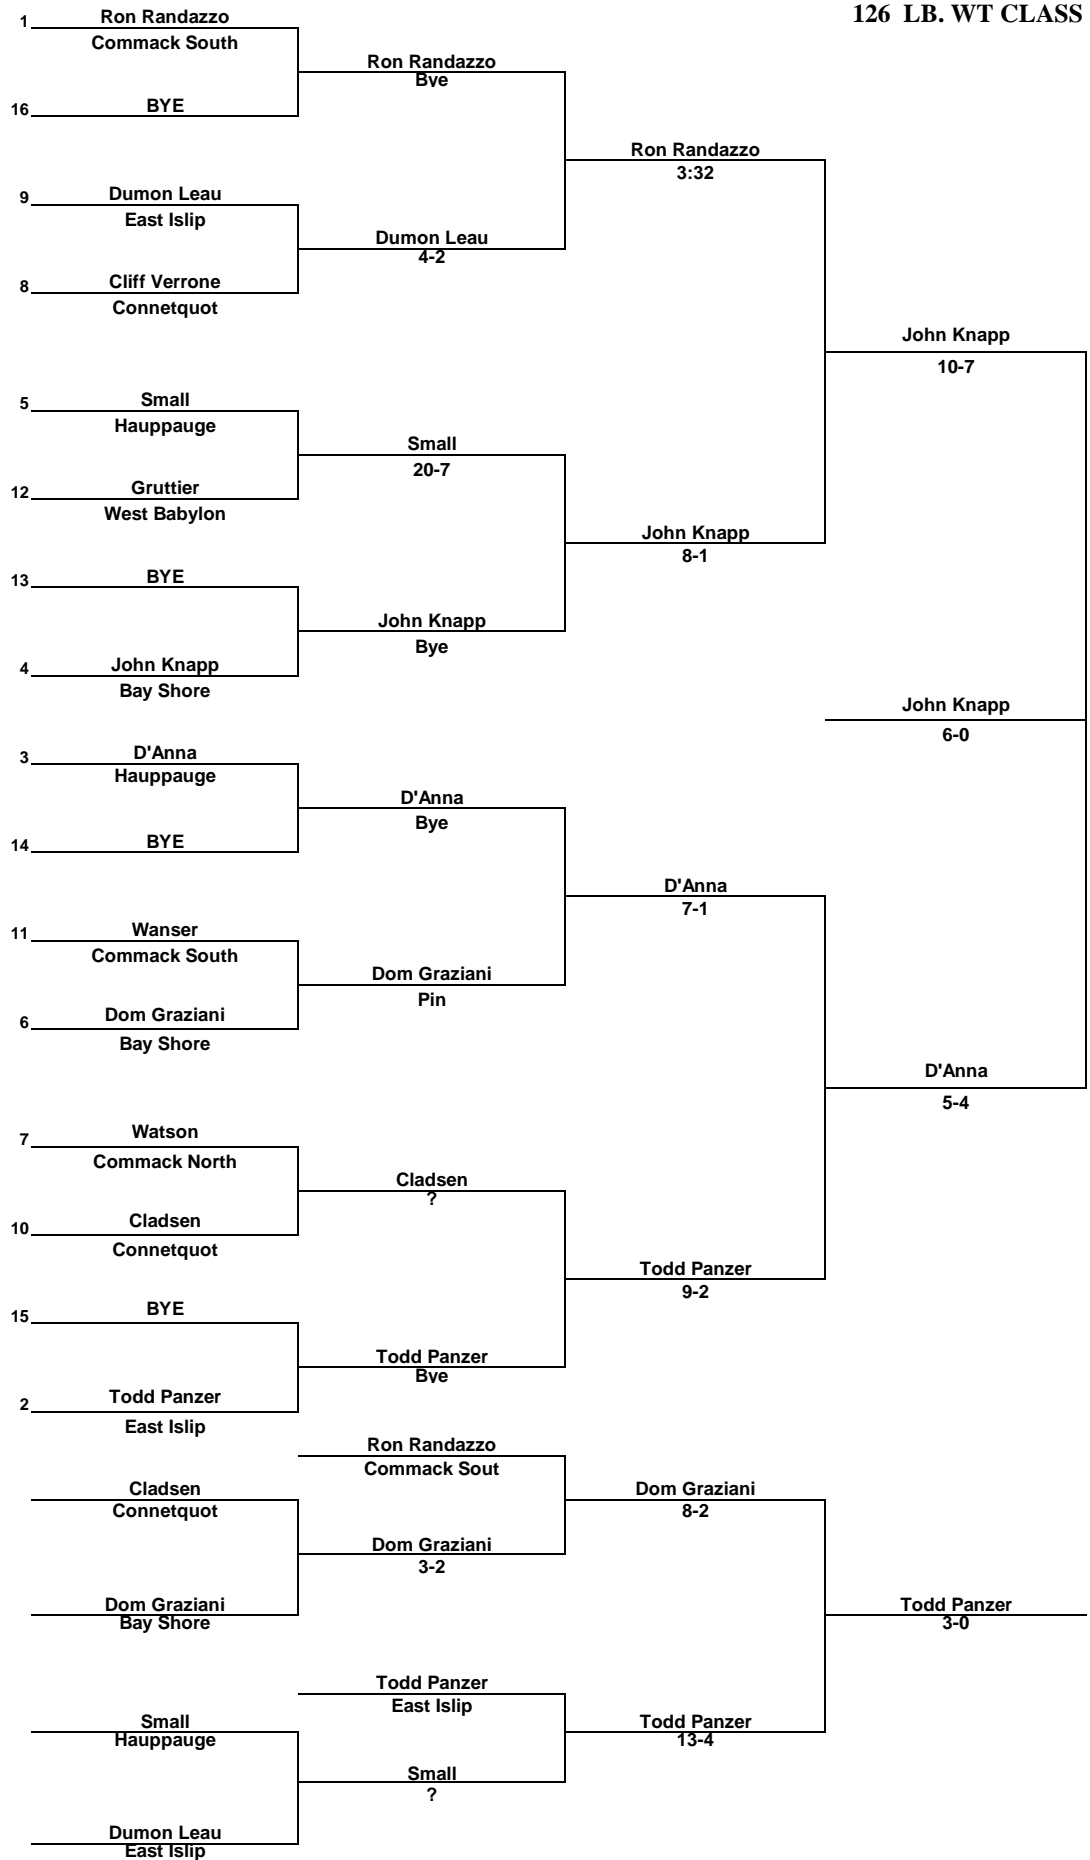 126 LB. WT CLASS
1 Ron Randazzo
Commack South
Ron Randazzo
Bye
16 BYE
Ron Randazzo
3:32
9 Dumon Leau
East Islip
Dumon Leau
4-2
8 Cliff Verrone
Connetquot
John Knapp
10-7
5 Small
Hauppauge
Small
20-7
12 Gruttier
West Babylon
John Knapp
8-1
13 BYE
John Knapp
Bye
4 John Knapp
Bay Shore
John Knapp
6-0
3 D'Anna
Hauppauge
D'Anna
Bye
14 BYE
D'Anna
7-1
11 Wanser
Commack South
Dom Graziani
Pin
6 Dom Graziani
Bay Shore
D'Anna
5-4
7 Watson
Commack North
Cladsen
?
10 Cladsen
Connetquot
Todd Panzer
9-2
15 BYE
Todd Panzer
Bye
2 Todd Panzer
East Islip
Ron Randazzo
Commack Sout
Cladsen
Connetquot
Dom Graziani
8-2
Dom Graziani
3-2
Dom Graziani
Bay Shore
Todd Panzer
3-0
Todd Panzer
East Islip
Small
Hauppauge
Todd Panzer
13-4
Small
?
Dumon Leau
East Islip